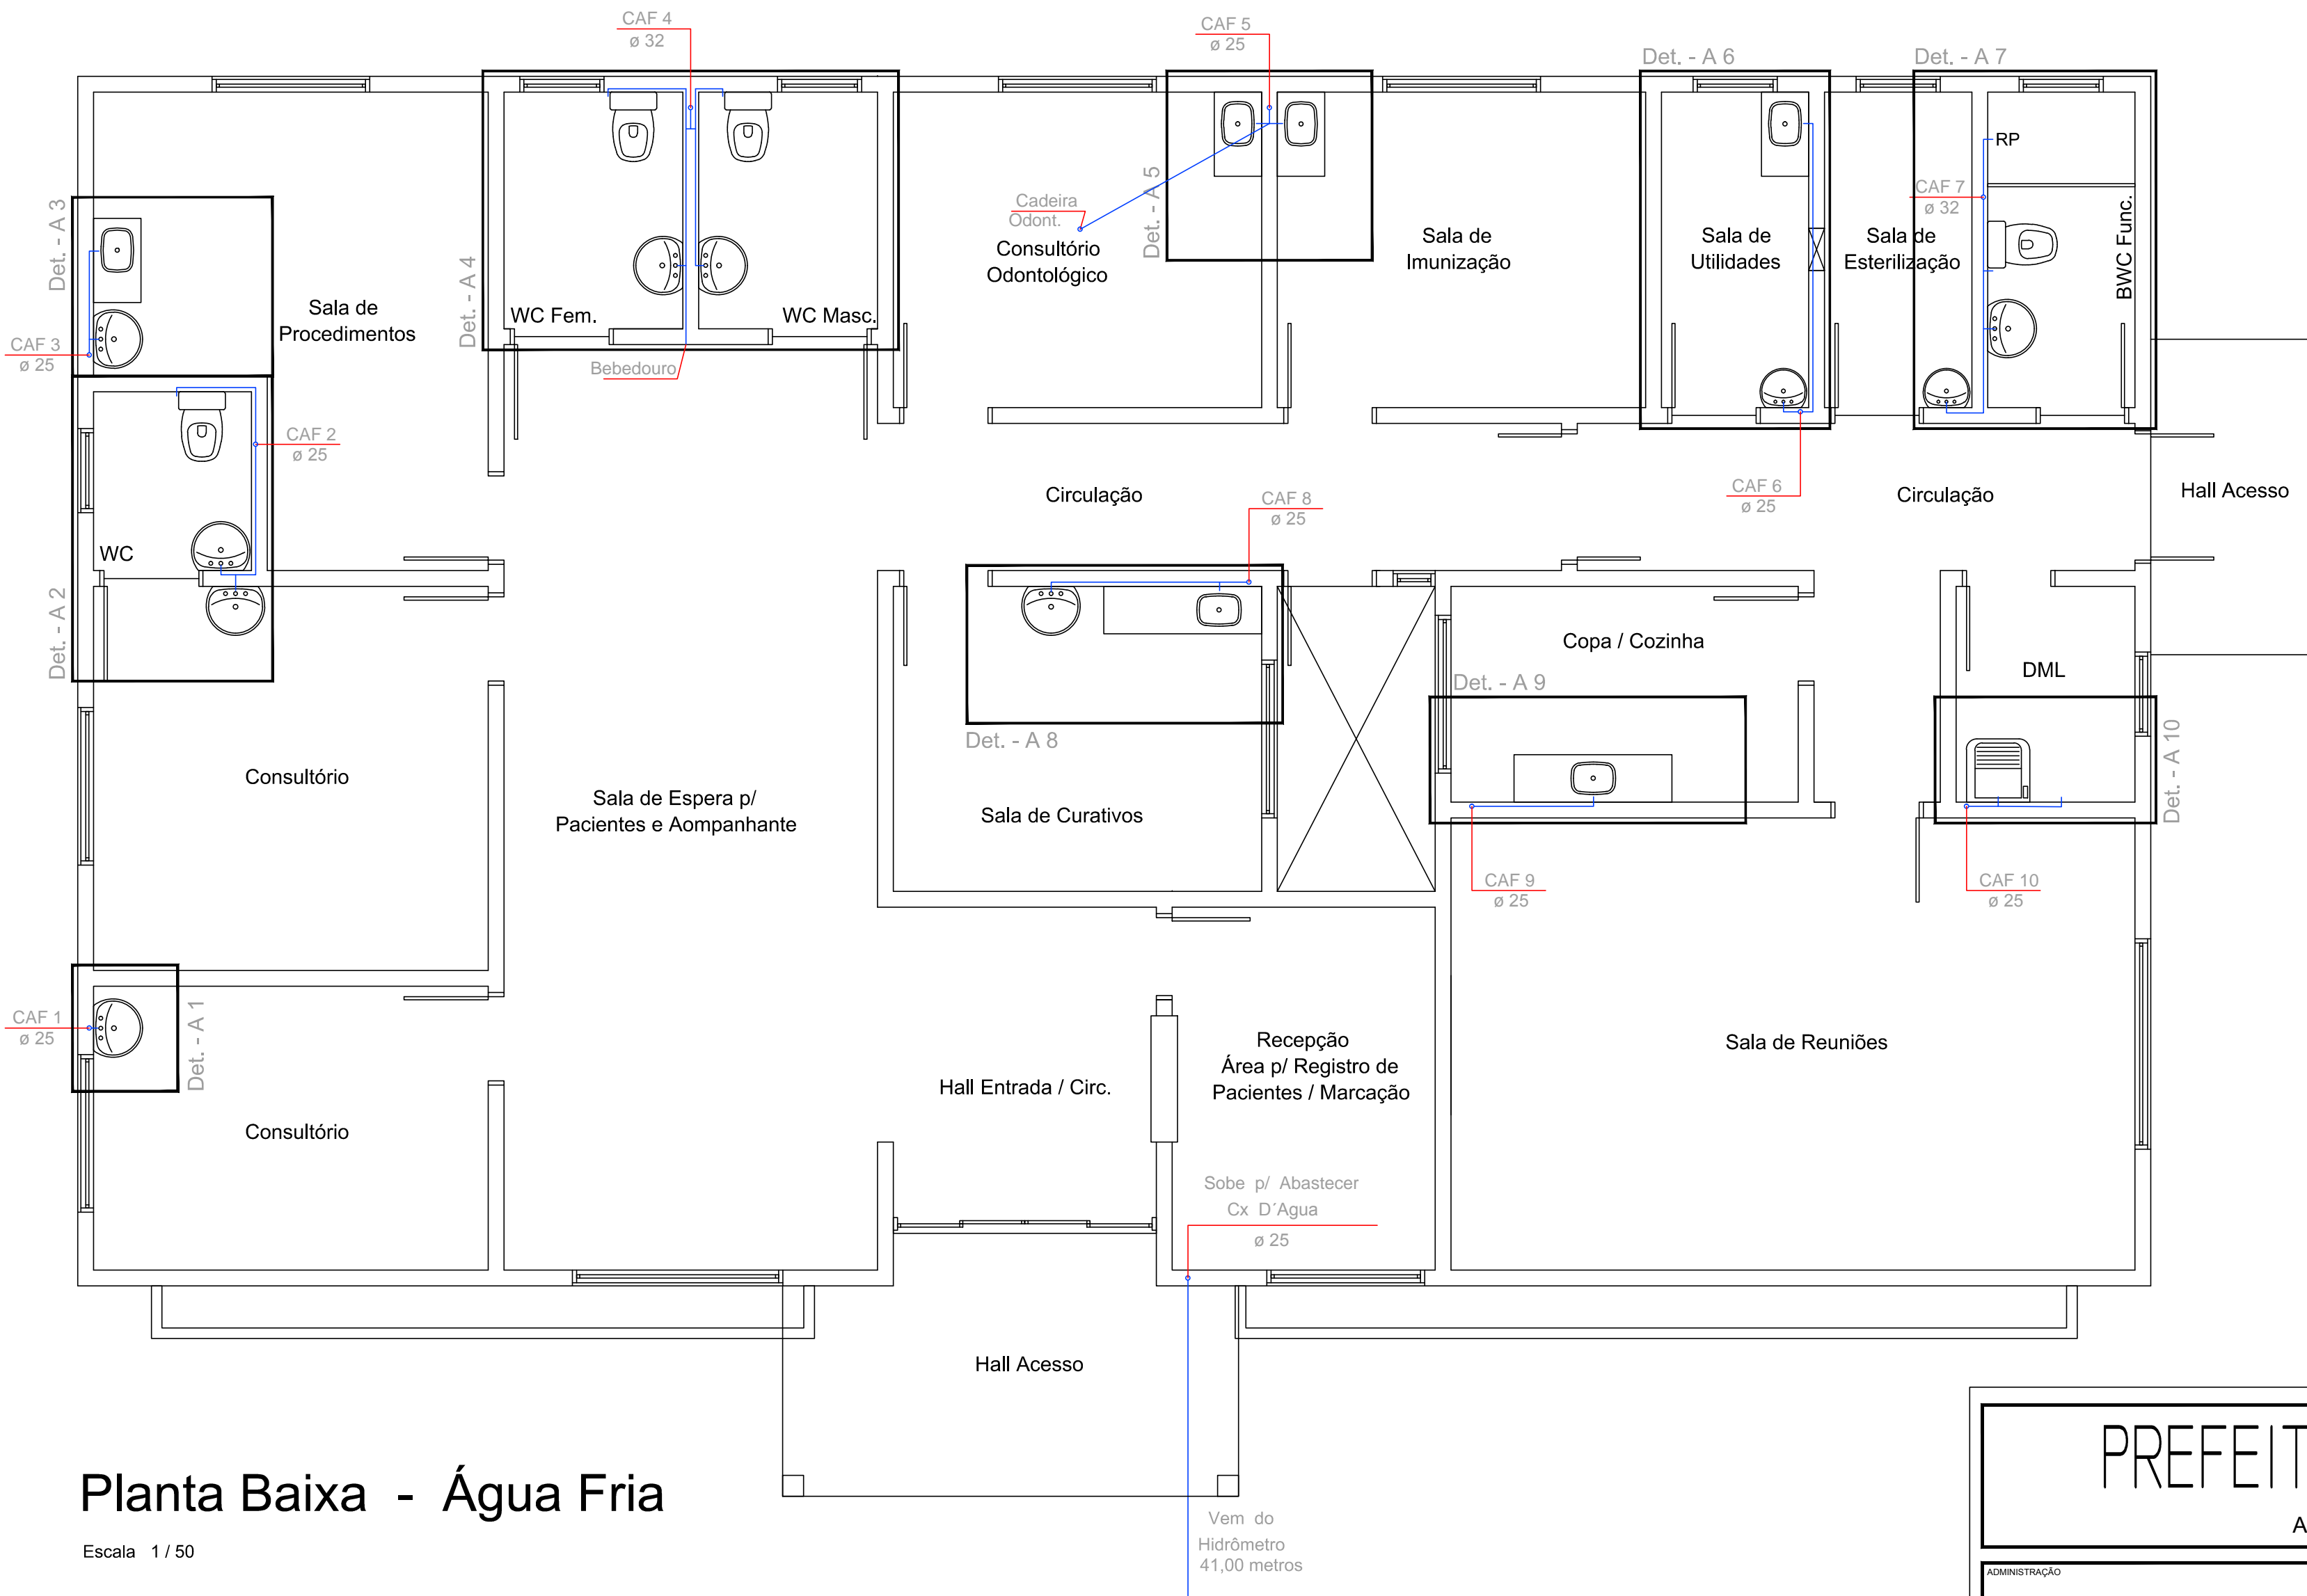 CAF 4
ø 32
CAF 5
ø 25
Det. - A 6
Det. - A 7
RP
CAF 7
ø 32
BWC Func.
Det. - A 3
Det. - A 4
Det. - A 5
Cadeira
Odont.
Consultório
Odontológico
Sala de
Imunização
Sala de
Utilidades
Sala de
Esterilização
Sala de
Procedimentos
WC Fem.
WC Masc.
CAF 3
ø 25
Bebedouro
CAF 2
ø 25
Circulação
CAF 8
ø 25
CAF 6
ø 25
Circulação
Hall Acesso
WC
Det. - A 2
Copa / Cozinha
DML
Det. - A 9
Det. - A 8
Det. - A 10
Consultório
Sala de Espera p/
Pacientes e Aompanhante
Sala de Curativos
CAF 9
ø 25
CAF 10
ø 25
CAF 1
ø 25
Det. - A 1
Recepção
Área p/ Registro de
Pacientes / Marcação
Sala de Reuniões
Hall Entrada / Circ.
Consultório
Sobe p/ Abastecer
Cx D´Agua
ø 25
Hall Acesso
Planta Baixa - Água Fria
Escala 1 / 50
Vem do
Hidrômetro
41,00 metros
PREFEIT
A
ADMINISTRAÇÃO